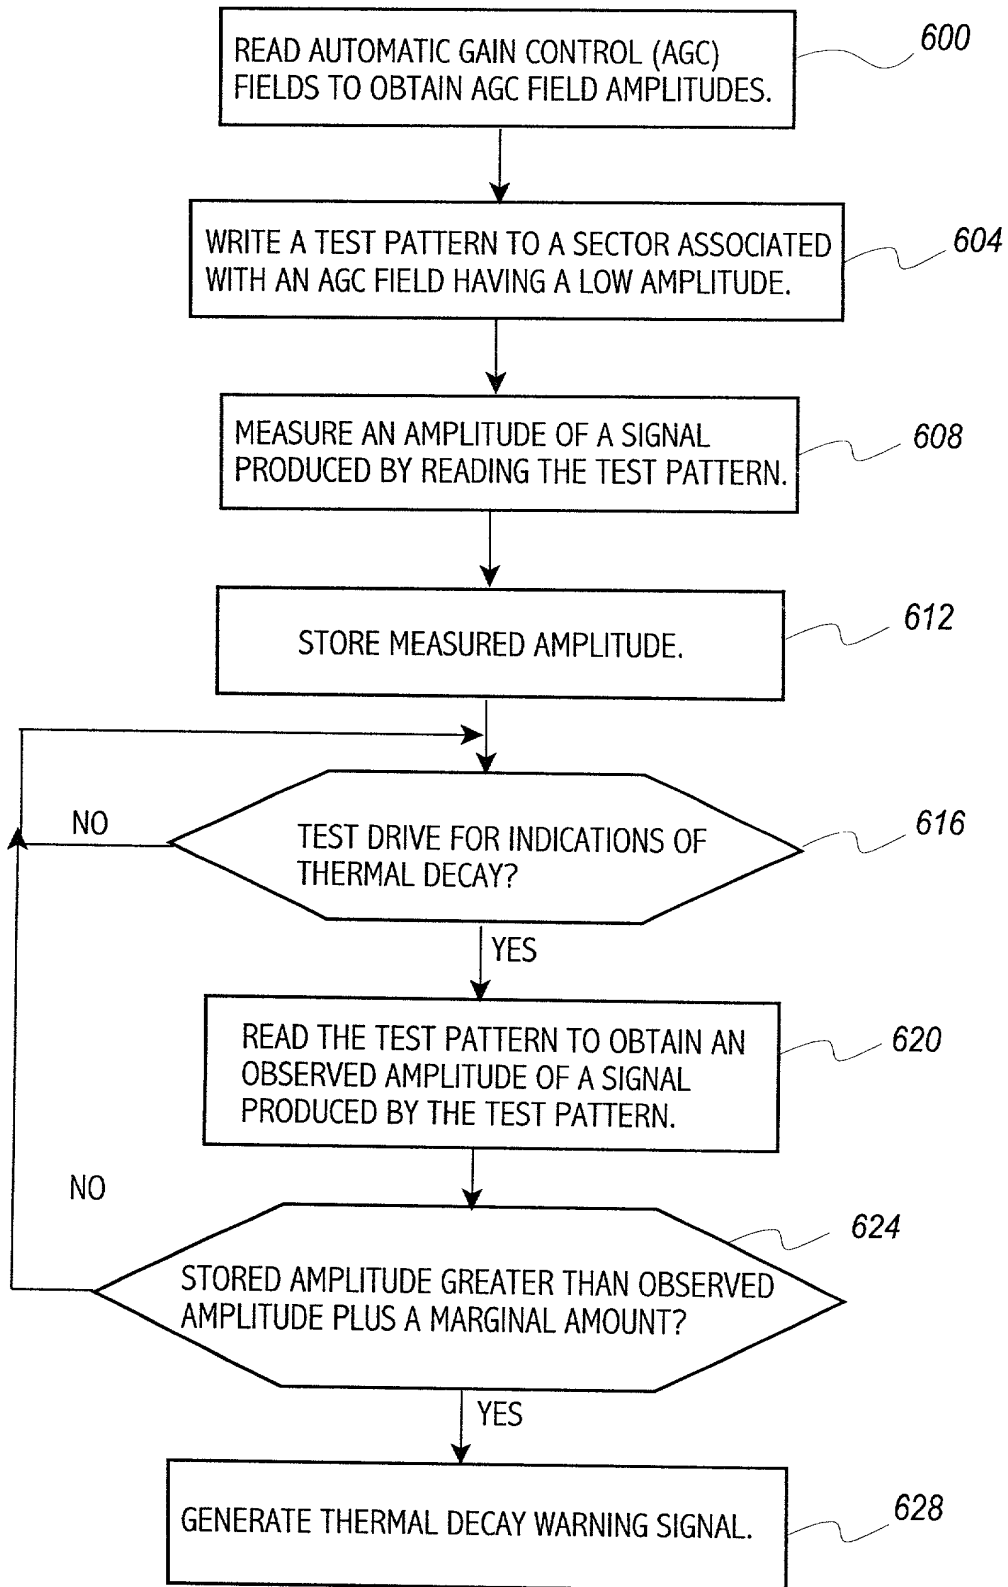 READ AUTOMATIC GAIN CONTROL (AGC)
FIELDS TO OBTAIN AGC FIELD AMPLITUDES.
600
WRITE A TEST PATTERN TO A SECTOR ASSOCIATED
WITH AN AGC FIELD HAVING A LOW AMPLITUDE.
604
MEASURE AN AMPLITUDE OF A SIGNAL
PRODUCED BY READING THE TEST PATTERN.
608
STORE MEASURED AMPLITUDE.
612
NO
TEST DRIVE FOR INDICATIONS OF
THERMAL DECAY?
616
YES
READ THE TEST PATTERN TO OBTAIN AN
OBSERVED AMPLITUDE OF A SIGNAL
PRODUCED BY THE TEST PATTERN.
620
NO
STORED AMPLITUDE GREATER THAN OBSERVED
AMPLITUDE PLUS A MARGINAL AMOUNT?
624
YES
GENERATE THERMAL DECAY WARNING SIGNAL.
628